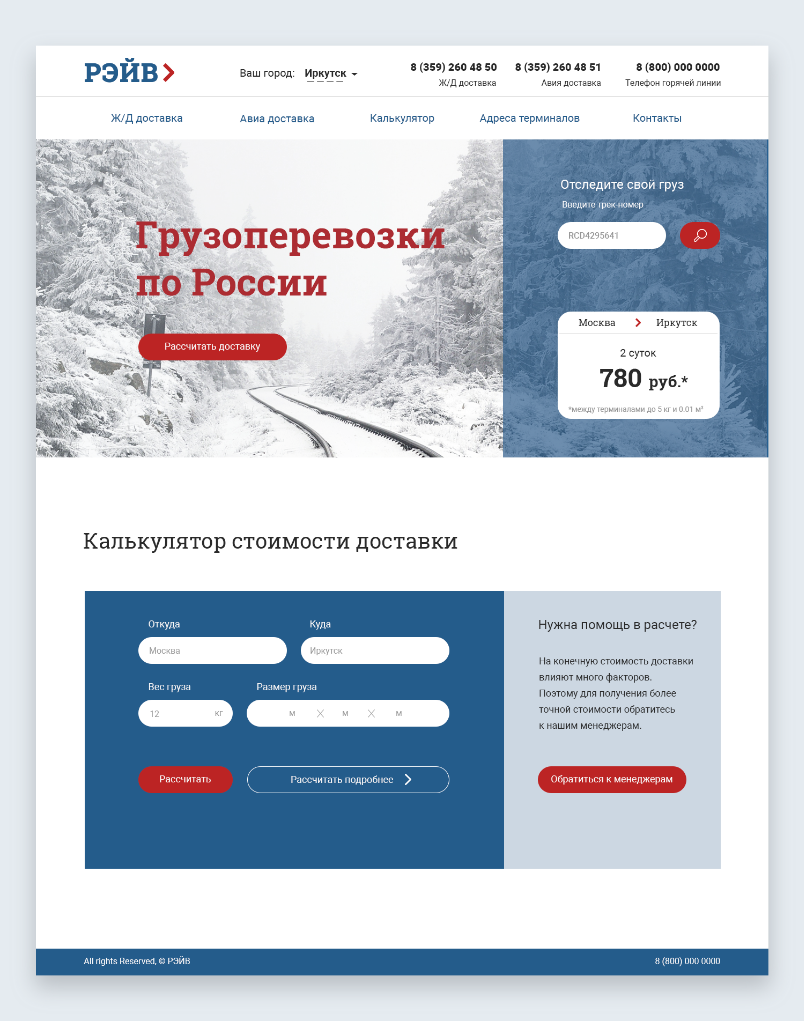 РЭЙВ
Ваш город: Иркутск
8 (359) 260 48 50
Ж/Д доставка
8 (359) 260 48 51
Авия доставка
8 (800) 000 0000
Телефон горячей линии
Ж/Д доставка
Авиа доставка
Калькулятор
Адреса терминалов
Контакты
Грузоперевозки
по России
Рассчитать доставку
Отследите свой груз
Введите трек-номер
RCD4295641
Москва
Иркутск
2 суток
780 руб.*
*между терминалами до 5 кг и 0.01 м³
Калькулятор стоимости доставки
Откуда
Куда
Москва
Иркутск
Вес груза
Размер груза
12 кг
м X м X м
Рассчитать
Рассчитать подробнее
Нужна помощь в расчете?
На конечную стоимость доставки
влияют много факторов.
Поэтому для получения более
точной стоимости обратитесь
к нашим менеджерам.
Обратиться к менеджерам
All rights Reserved, © РЭЙВ
8 (800) 000 0000